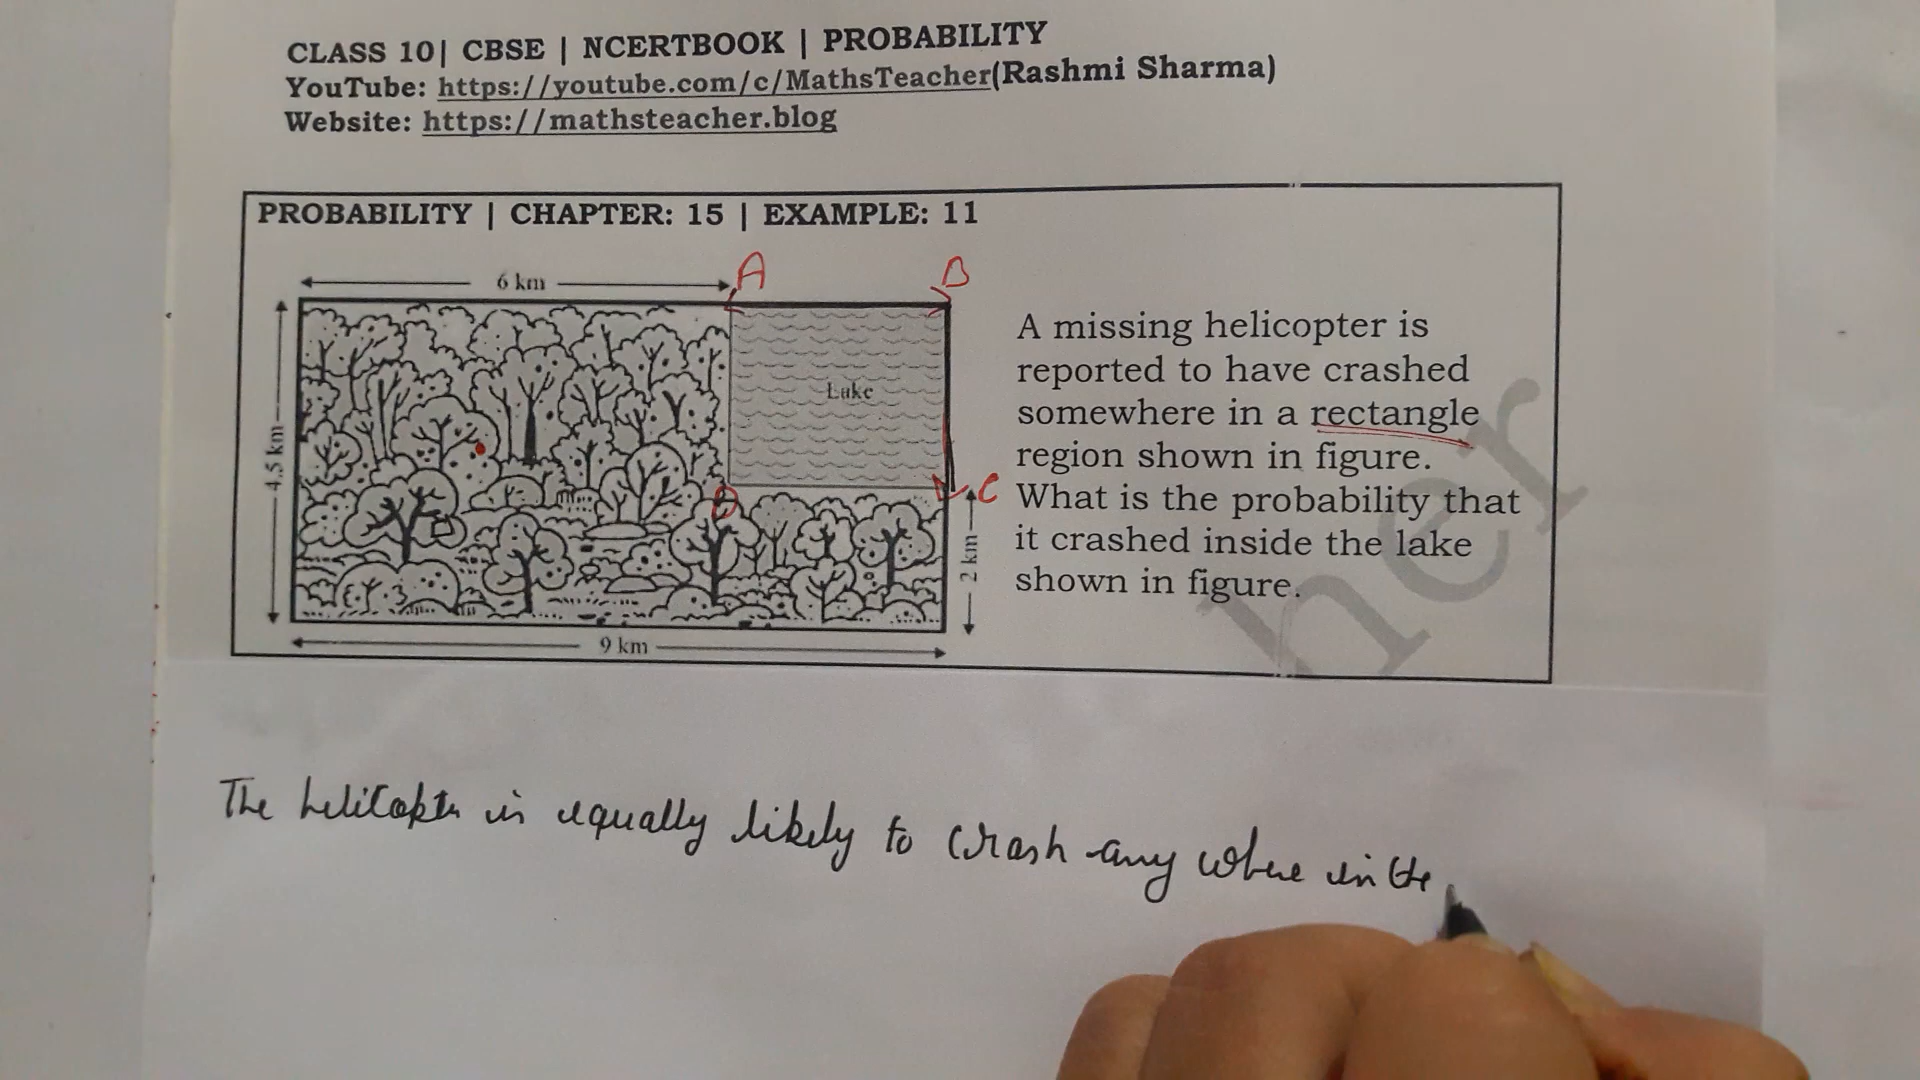 CLASS 10| CBSE | NCERTBOOK | PROBABILITY
YouTube: https://youtube.com/c/MathsTeacher(Rashmi Sharma)
Website: https://mathsteacher.blog
PROBABILITY | CHAPTER: 15 | EXAMPLE: 11
6 km
A
B
Lake
4.5 km
D
C
2 km
9 km
A missing helicopter is
reported to have crashed
somewhere in a rectangle
region shown in figure.
What is the probability that
it crashed inside the lake
shown in figure.
her
The helicopter is equally likely to crash any where in the